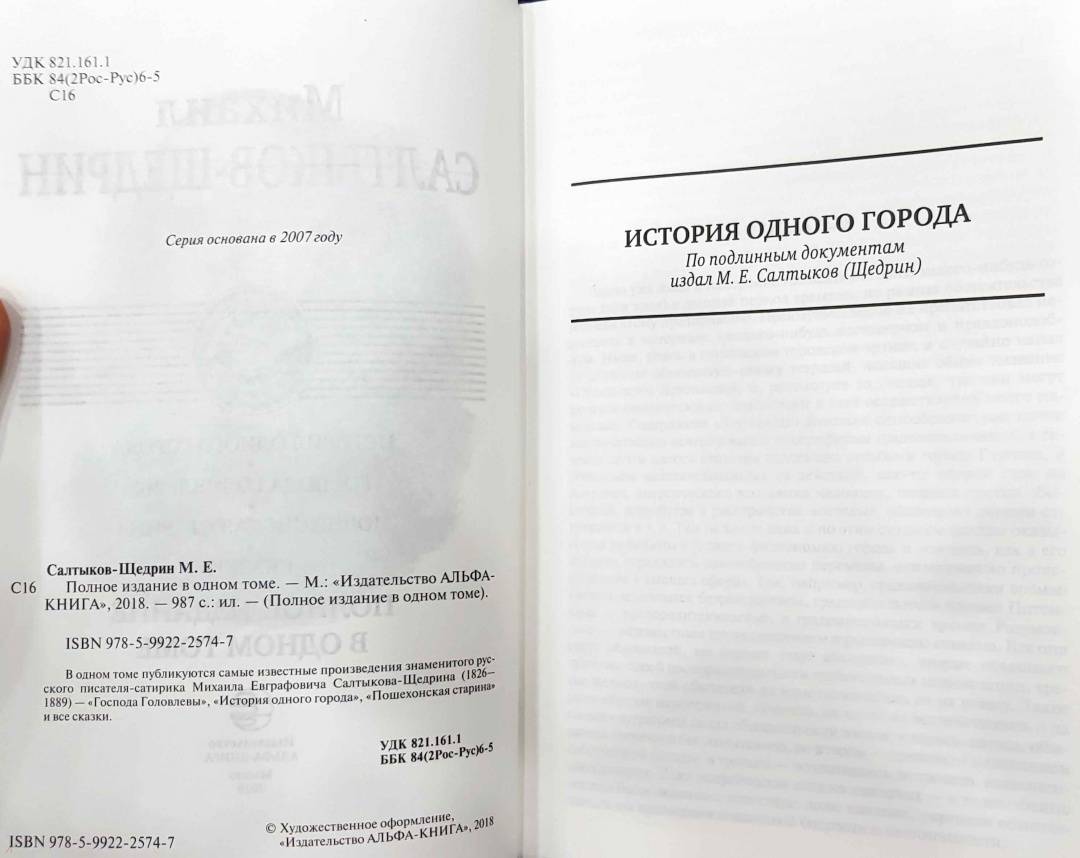 УДК 821.161.1
ББК 84(2Рос-Рус)6-5
С16
Серия основана в 2007 году
Салтыков-Щедрин М. Е.
С16 Полное издание в одном томе. — М.: «Издательство АЛЬФА-
КНИГА», 2018. — 987 с.: ил. — (Полное издание в одном томе).
ISBN 978-5-9922-2574-7
В одном томе публикуются самые известные произведения знаменитого рус-
ского писателя-сатирика Михаила Евграфовича Салтыкова-Щедрина (1826—
1889) — «Господа Головлевы», «История одного города», «Пошехонская старина»
и все сказки.
УДК 821.161.1
ББК 84(2Рос-Рус)6-5
© Художественное оформление,
«Издательство АЛЬФА-КНИГА», 2018
ISBN 978-5-9922-2574-7
ИСТОРИЯ ОДНОГО ГОРОДА
По подлинным документам
издал М. Е. Салтыков (Щедрин)